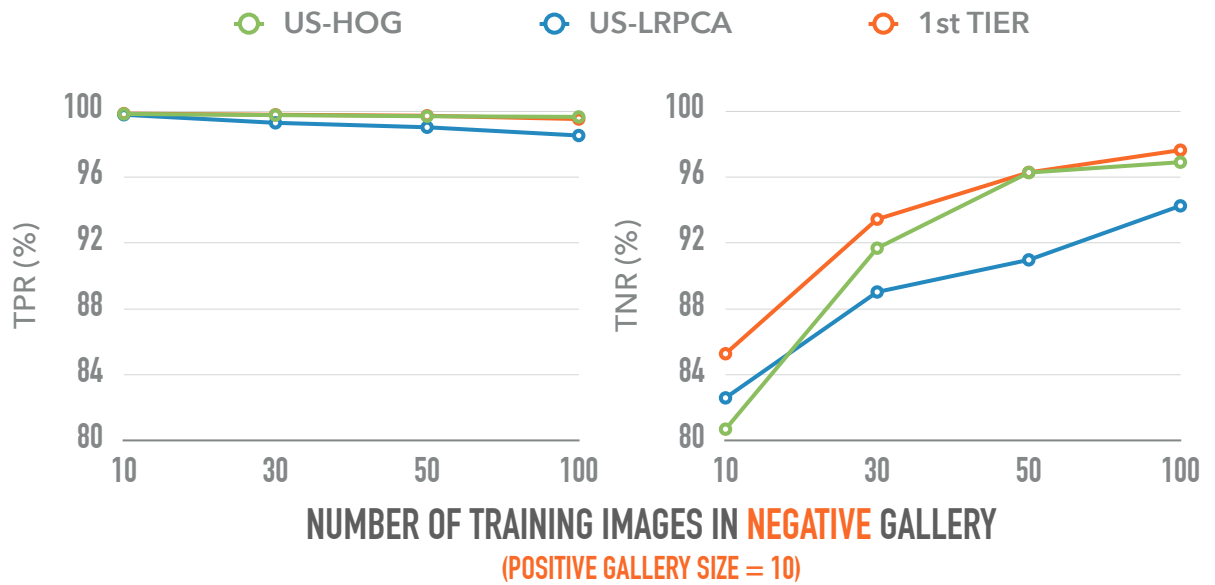 US-HOG US-LRPCA 1st TIER
TPR (%)
100
96
92
88
84
80
10 30 50 100
TNR (%)
100
96
92
88
84
80
10 30 50 100
NUMBER OF TRAINING IMAGES IN NEGATIVE GALLERY
(POSITIVE GALLERY SIZE = 10)